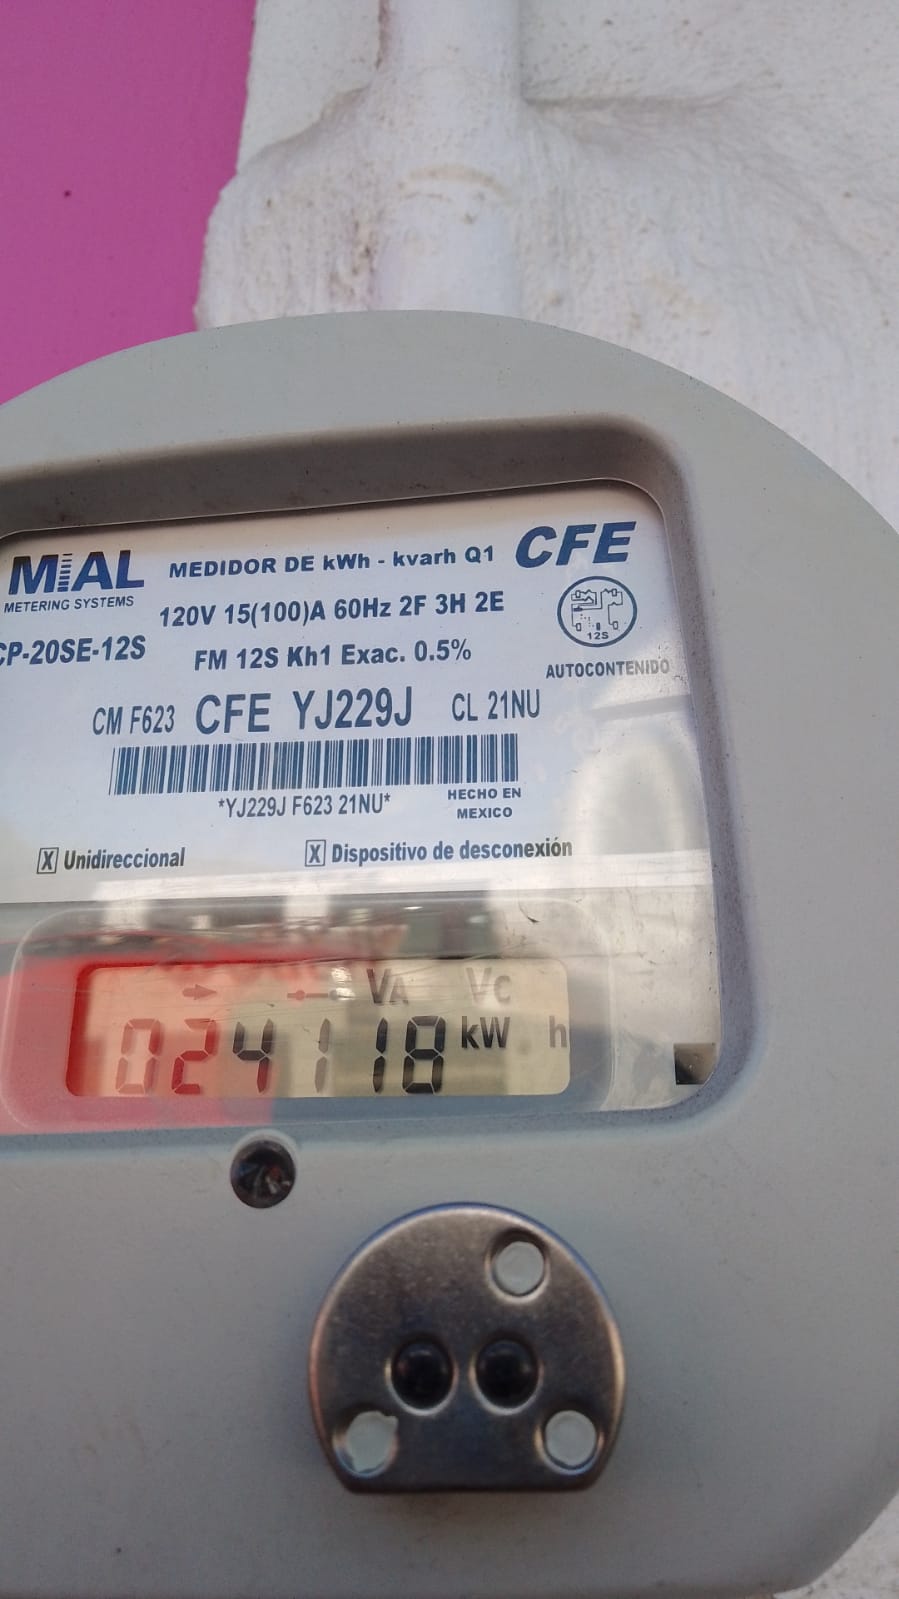 MIAL
METERING SYSTEMS
MEDIDOR DE kWh - kvarh Q1
CFE
120V 15(100)A 60Hz 2F 3H 2E
CP-20SE-12S
FM 12S Kh1 Exac. 0.5%
12S
AUTOCONTENIDO
CM F623 CFE YJ229J CL 21NU
*YJ229J F623 21NU*
HECHO EN
MEXICO
X Unidireccional
X Dispositivo de desconexión
VA VC
024118 kW h